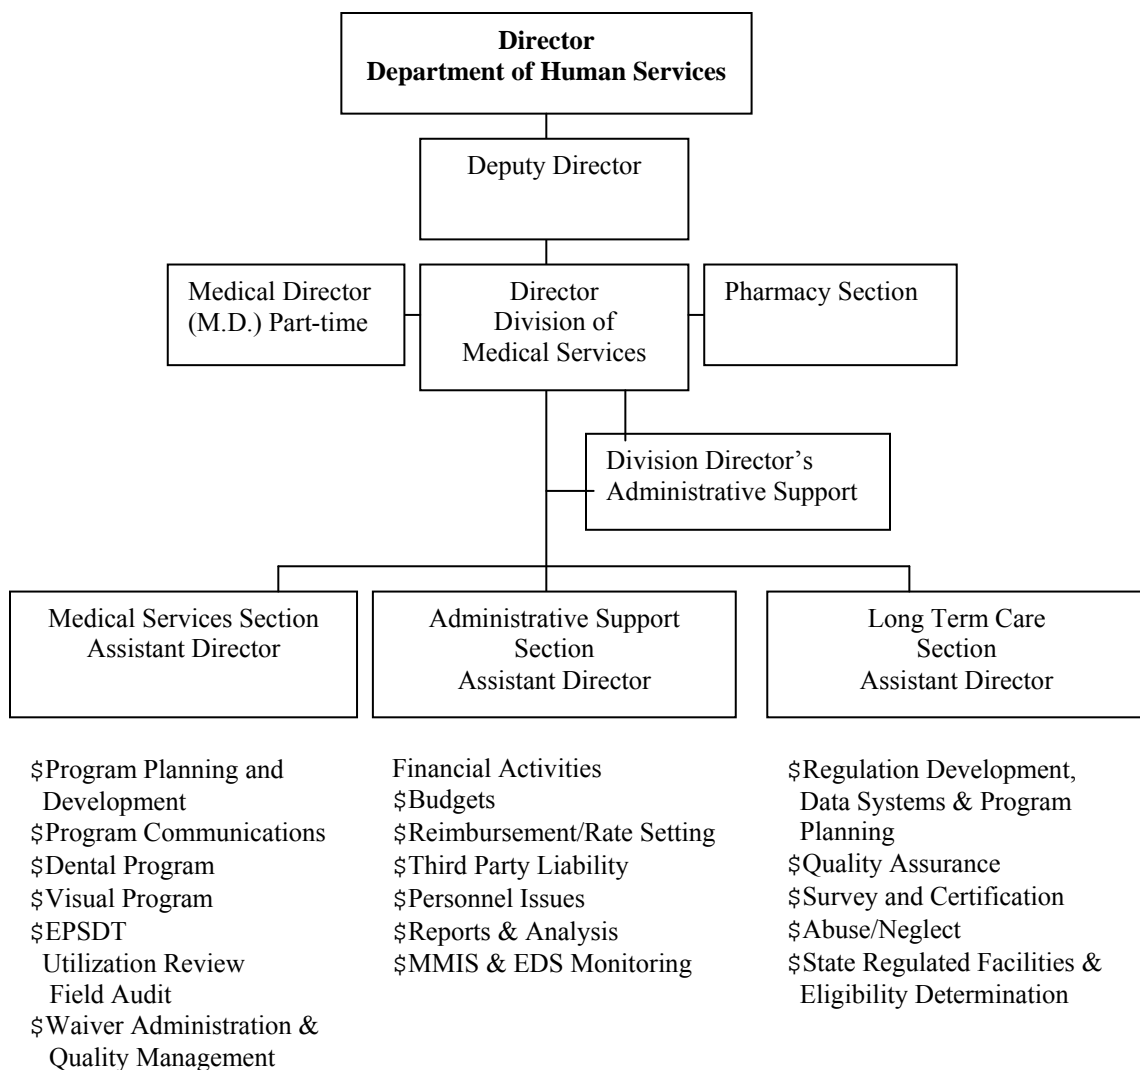 Director
Department of Human Services
Deputy Director
Medical Director
(M.D.) Part-time
Director
Division of
Medical Services
Pharmacy Section
Division Director’s
Administrative Support
Medical Services Section
Assistant Director
Administrative Support
Section
Assistant Director
Long Term Care
Section
Assistant Director
$Program Planning and
Development
$Program Communications
$Dental Program
$Visual Program
$EPSDT
Utilization Review
Field Audit
$Waiver Administration &
Quality Management
Financial Activities
$Budgets
$Reimbursement/Rate Setting
$Third Party Liability
$Personnel Issues
$Reports & Analysis
$MMIS & EDS Monitoring
$Regulation Development,
Data Systems & Program
Planning
$Quality Assurance
$Survey and Certification
$Abuse/Neglect
$State Regulated Facilities &
Eligibility Determination